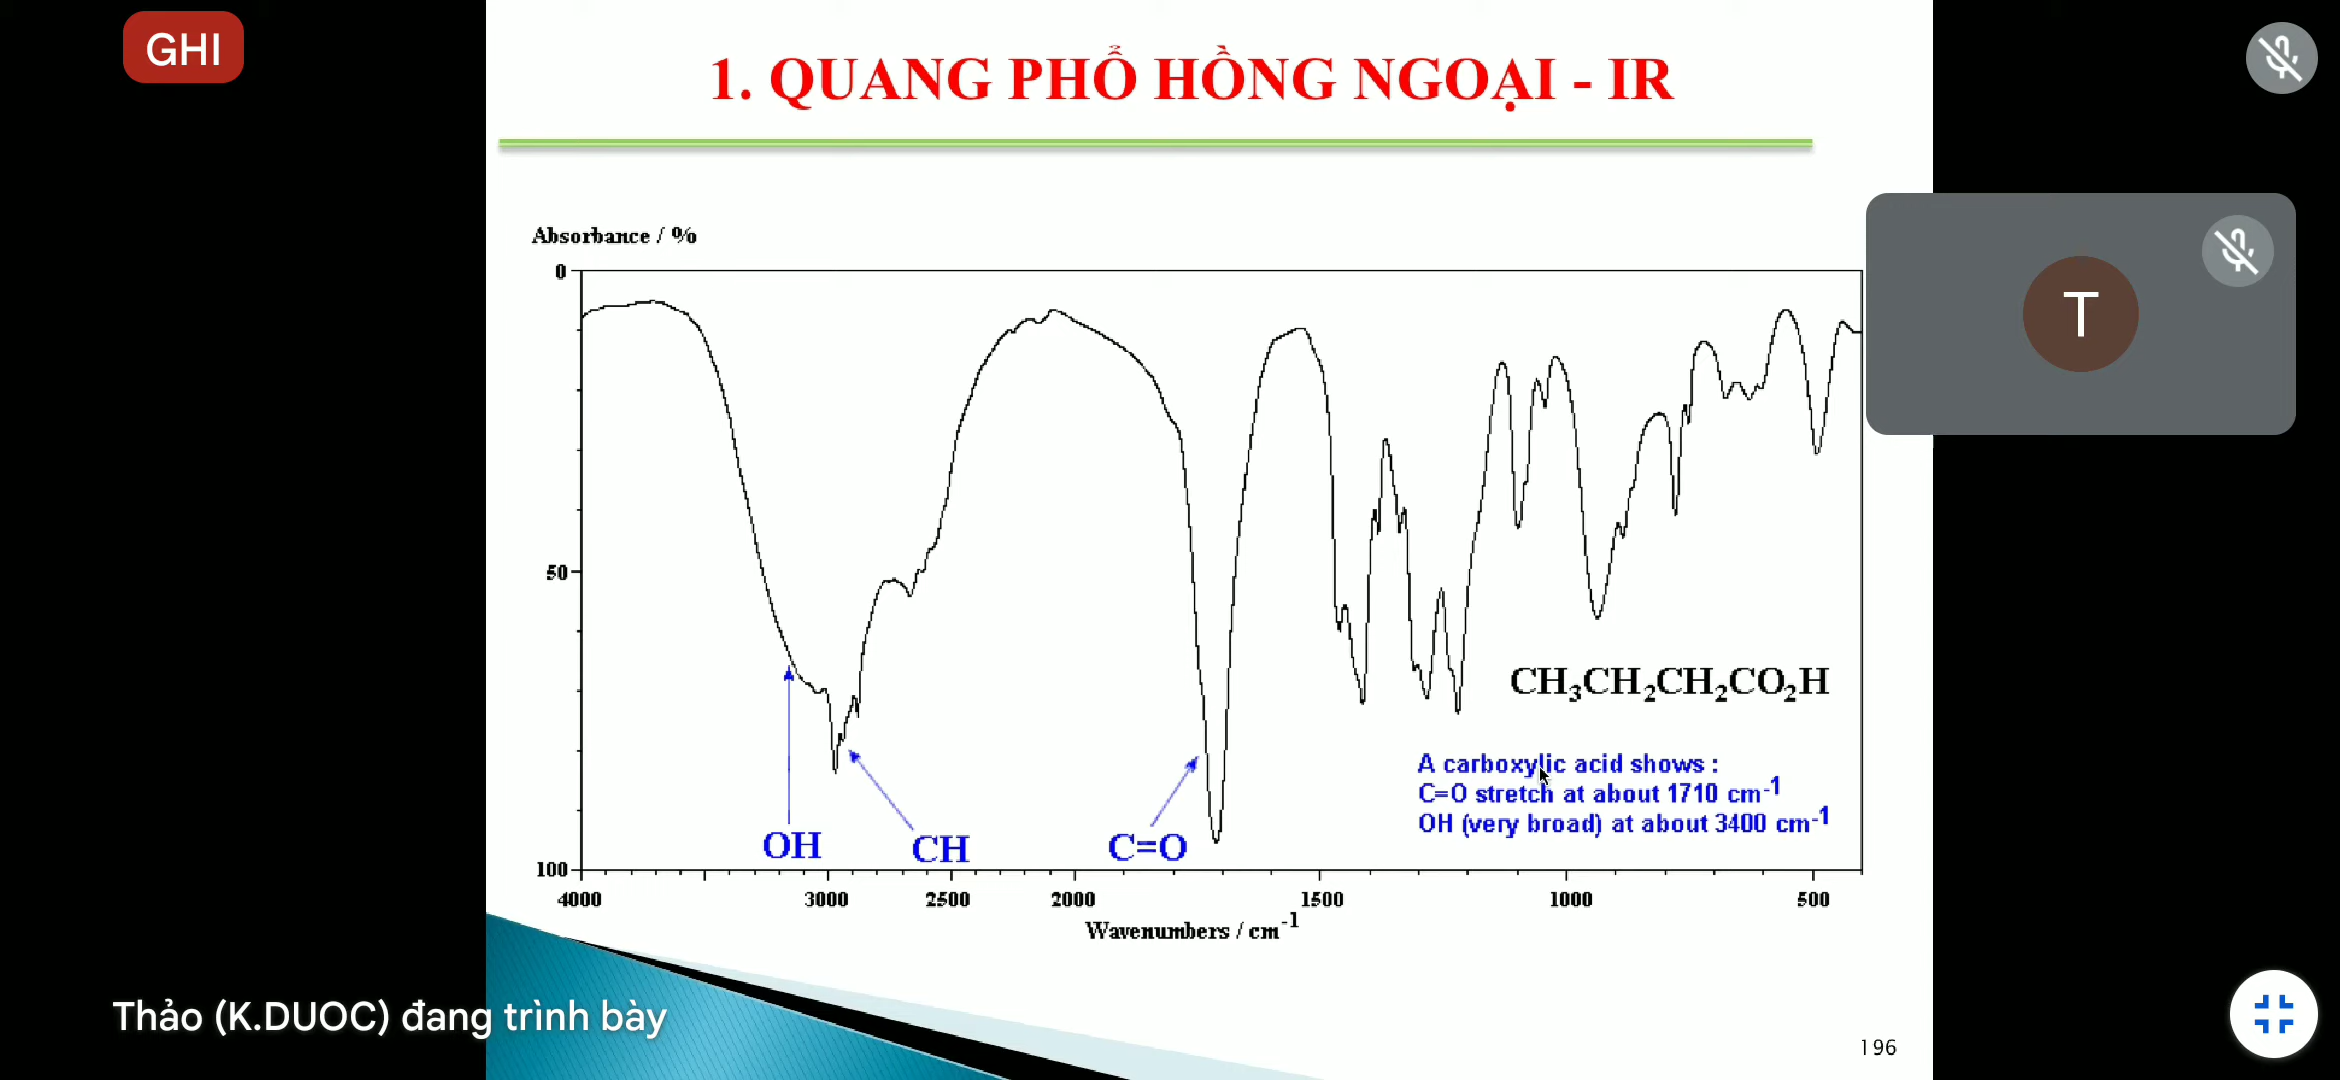 GHI
1. QUANG PHỔ HỒNG NGOẠI - IR
Absorbance / %
0
50
100
T
CH₃CH₂CH₂CO₂H
A carboxylic acid shows :
C=O stretch at about 1710 cm⁻¹
OH (very broad) at about 3400 cm⁻¹
OH
CH
C=O
4000 3000 2500 2000 1500 1000 500
Wavenumbers / cm⁻¹
Thảo (K.DUOC) đang trình bày
196